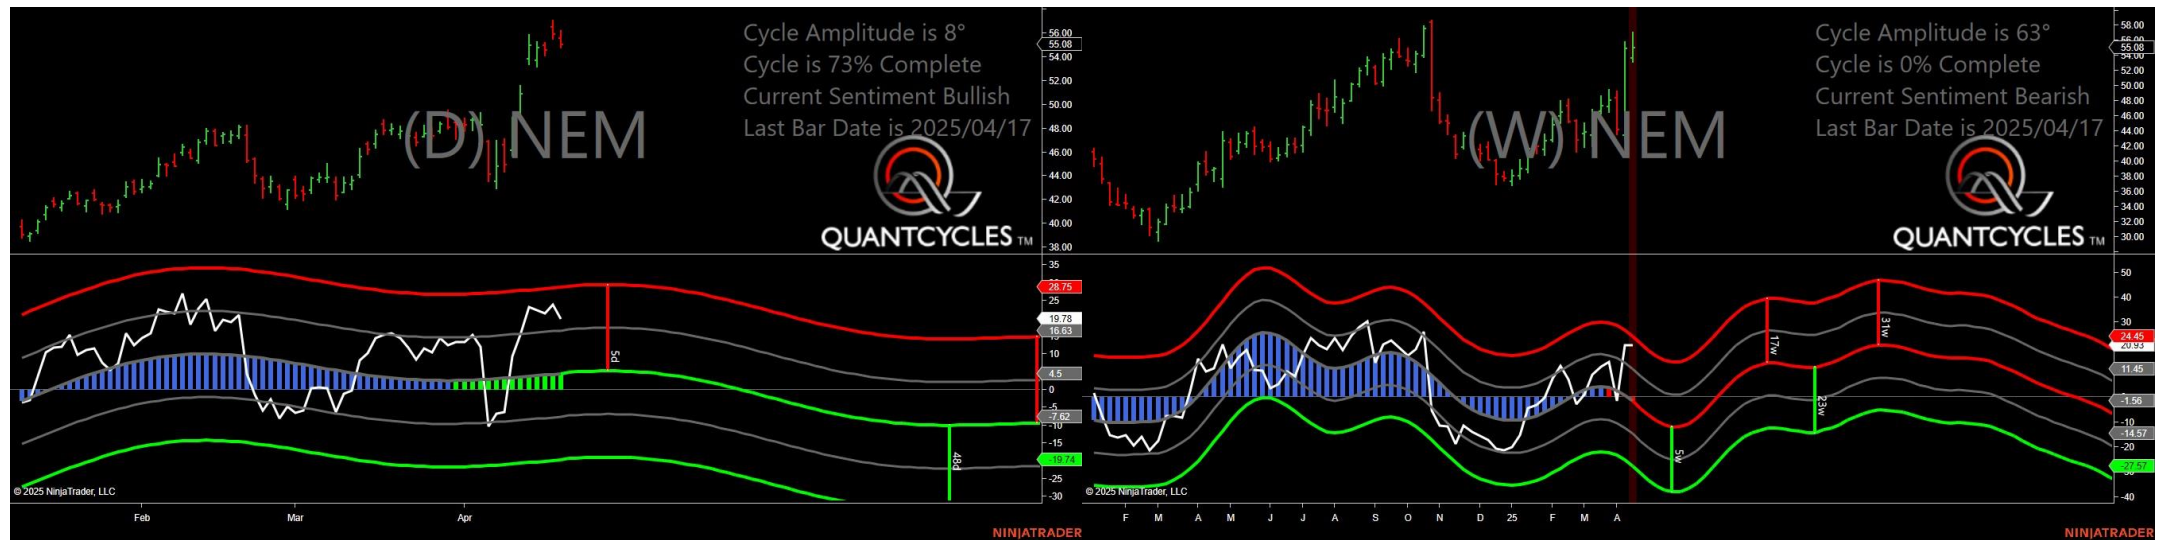 Cycle Amplitude is 8°
Cycle is 73% Complete
Current Sentiment Bullish
Last Bar Date is 2025/04/17
(D) NEM
QUANTCYCLES TM
56.00
55.08
54.00
52.00
50.00
48.00
46.00
44.00
42.00
40.00
38.00
35
28.75
25
19.78
16.63
10
4.5
0
-5
-7.62
-10
-15
-19.74
-25
-30
5d
48d
© 2025 NinjaTrader, LLC
Feb
Mar
Apr
NINJATRADER
Cycle Amplitude is 63°
Cycle is 0% Complete
Current Sentiment Bearish
Last Bar Date is 2025/04/17
(W) NEM
QUANTCYCLES TM
58.00
56.00
55.08
54.00
52.00
50.00
48.00
46.00
44.00
42.00
40.00
38.00
36.00
34.00
32.00
30.00
50
40
30
24.45
20.93
11.45
-1.56
-10
-14.57
-20
-27.57
-40
5w
17w
23w
31w
© 2025 NinjaTrader, LLC
F
M
A
M
J
J
A
S
O
N
D
25
F
M
A
NINJATRADER